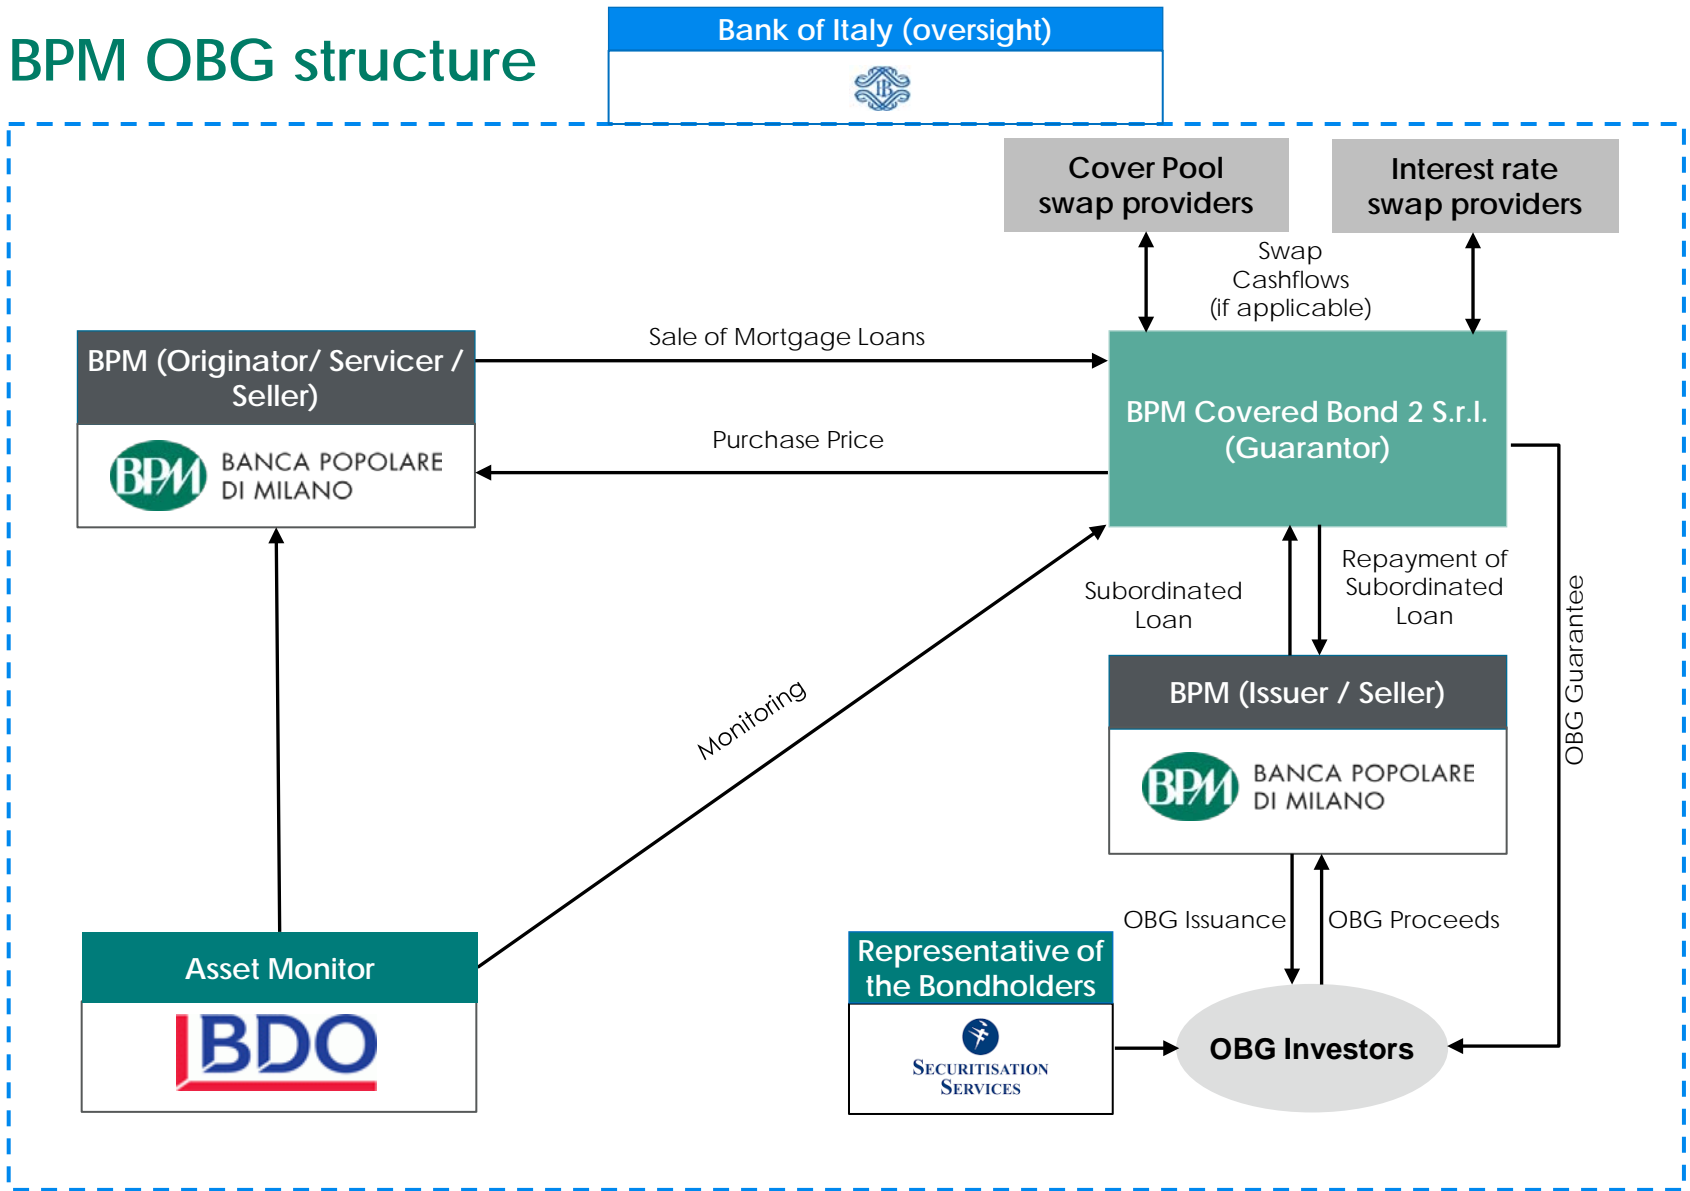 BPM OBG structure
Bank of Italy (oversight)
IB
Cover Pool
swap providers
Interest rate
swap providers
Swap
Cashflows
(if applicable)
BPM (Originator/ Servicer /
Seller)
BPM
BANCA POPOLARE
DI MILANO
Sale of Mortgage Loans
Purchase Price
BPM Covered Bond 2 S.r.l.
(Guarantor)
Subordinated
Loan
Repayment of
Subordinated
Loan
OBG Guarantee
Monitoring
BPM (Issuer / Seller)
BPM
BANCA POPOLARE
DI MILANO
OBG Issuance
OBG Proceeds
Asset Monitor
BDO
Representative of
the Bondholders
SECURITISATION
SERVICES
OBG Investors